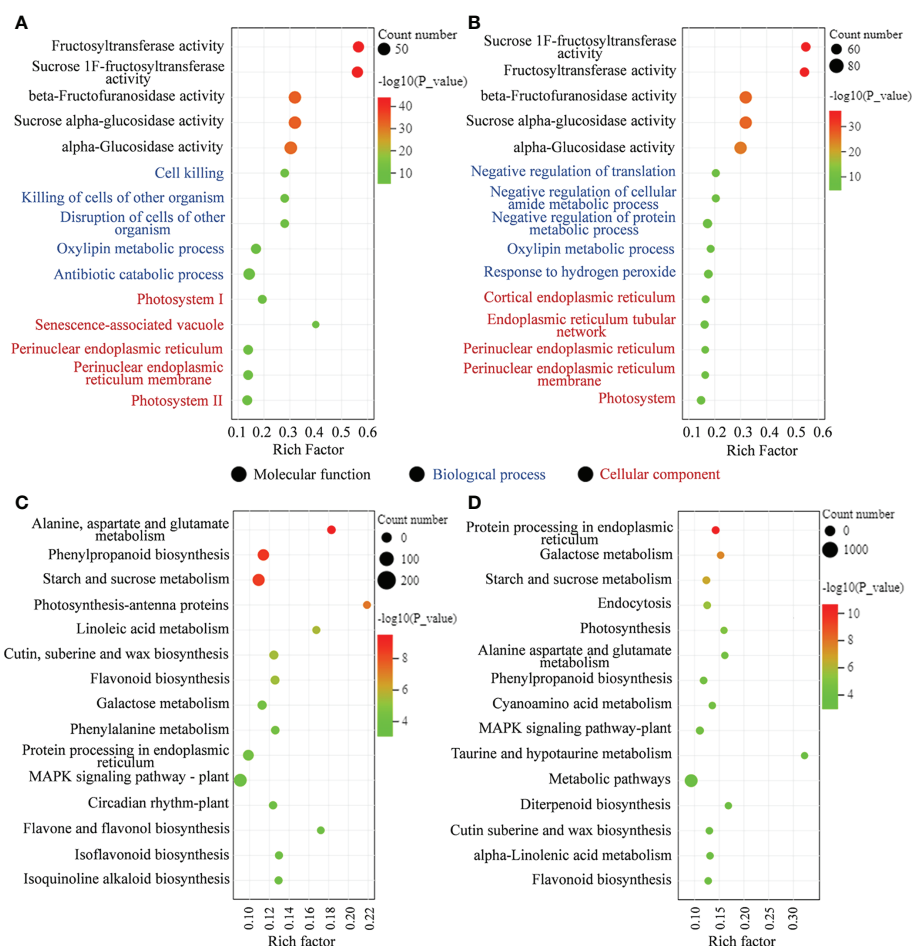 A
Fructosyltransferase activity
Sucrose 1F-fructosyltransferase
activity
beta-Fructofuranosidase activity
Sucrose alpha-glucosidase activity
alpha-Glucosidase activity
Cell killing
Killing of cells of other organism
Disruption of cells of other
organism
Oxylipin metabolic process
Antibiotic catabolic process
Photosystem I
Senescence-associated vacuole
Perinuclear endoplasmic reticulum
Perinuclear endoplasmic
reticulum membrane
Photosystem II
0.1 0.2 0.3 0.4 0.5 0.6
Rich Factor
Count number
50
-log10(P_value)
40
30
20
10
B
Sucrose 1F-fructosyltransferase
activity
Fructosyltransferase activity
beta-Fructofuranosidase activity
Sucrose alpha-glucosidase activity
alpha-Glucosidase activity
Negative regulation of translation
Negative regulation of cellular
amide metabolic process
Negative regulation of protein
metabolic process
Oxylipin metabolic process
Response to hydrogen peroxide
Cortical endoplasmic reticulum
Endoplasmic reticulum tubular
network
Perinuclear endoplasmic reticulum
Perinuclear endoplasmic reticulum
membrane
Photosystem
0.1 0.2 0.3 0.4 0.5 0.6
Rich Factor
Count number
60
80
-log10(P_value)
30
20
10
Molecular function
Biological process
Cellular component
C
Alanine, aspartate and glutamate
metabolism
Phenylpropanoid biosynthesis
Starch and sucrose metabolism
Photosynthesis-antenna proteins
Linoleic acid metabolism
Cutin, suberine and wax biosynthesis
Flavonoid biosynthesis
Galactose metabolism
Phenylalanine metabolism
Protein processing in endoplasmic
reticulum
MAPK signaling pathway - plant
Circadian rhythm-plant
Flavone and flavonol biosynthesis
Isoflavonoid biosynthesis
Isoquinoline alkaloid biosynthesis
0.10 0.12 0.14 0.16 0.18 0.20 0.22
Rich factor
Count number
0
100
200
-log10(P_value)
8
6
4
D
Protein processing in endoplasmic
reticulum
Galactose metabolism
Starch and sucrose metabolism
Endocytosis
Photosynthesis
Alanine aspartate and glutamate
metabolism
Phenylpropanoid biosynthesis
Cyanoamino acid metabolism
MAPK signaling pathway-plant
Taurine and hypotaurine metabolism
Metabolic pathways
Diterpenoid biosynthesis
Cutin suberine and wax biosynthesis
alpha-Linolenic acid metabolism
Flavonoid biosynthesis
0.10 0.15 0.20 0.25 0.30
Rich factor
Count number
0
1000
-log10(P_value)
10
8
6
4